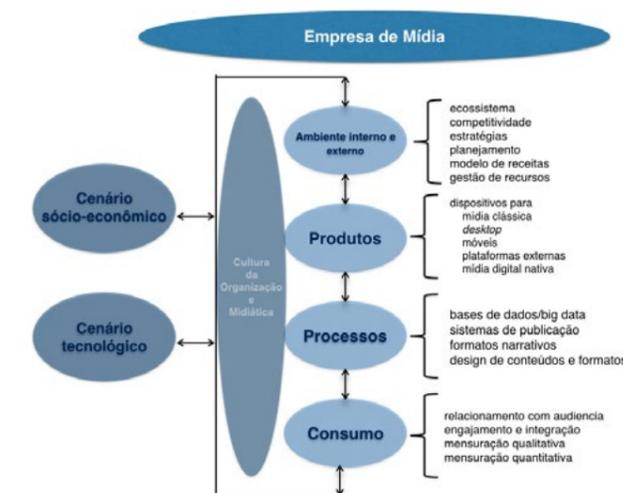 Empresa de Mídia
Cenário
sócio-econômico
Cenário
tecnológico
Cultura
da
Organização
e
Midiática
Ambiente interno e
externo
ecossistema
competitividade
estratégias
planejamento
modelo de receitas
gestão de recursos
Produtos
dispositivos para
mídia clássica
desktop
móveis
plataformas externas
mídia digital nativa
Processos
bases de dados/big data
sistemas de publicação
formatos narrativos
design de conteúdos e formatos
Consumo
relacionamento com audiencia
engajamento e integração
mensuração qualitativa
mensuração quantitativa